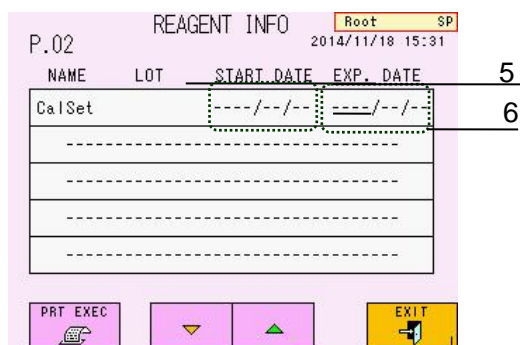 REAGENT INFO
Root SP
P.02
2014/11/18 15:31
NAME LOT START DATE EXP. DATE
5
CalSet ----/--/-- ----/--/--
6
------------------------------------
------------------------------------
------------------------------------
------------------------------------
PRT EXEC
EXIT